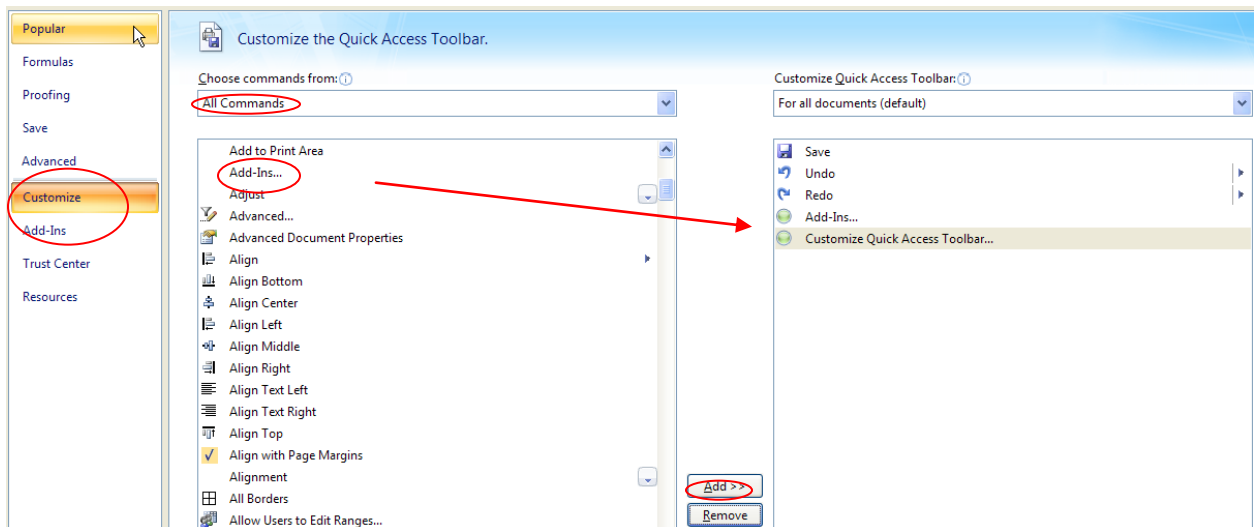 Popular
Formulas
Proofing
Save
Advanced
Customize
Add-Ins
Trust Center
Resources
Customize the Quick Access Toolbar.
Choose commands from:
All Commands
Add to Print Area
Add-Ins...
Adjust
Advanced...
Advanced Document Properties
Align
Align Bottom
Align Center
Align Left
Align Middle
Align Right
Align Text Left
Align Text Right
Align Top
Align with Page Margins
Alignment
All Borders
Allow Users to Edit Ranges...
Add >>
Remove
Customize Quick Access Toolbar:
For all documents (default)
Save
Undo
Redo
Add-Ins...
Customize Quick Access Toolbar...